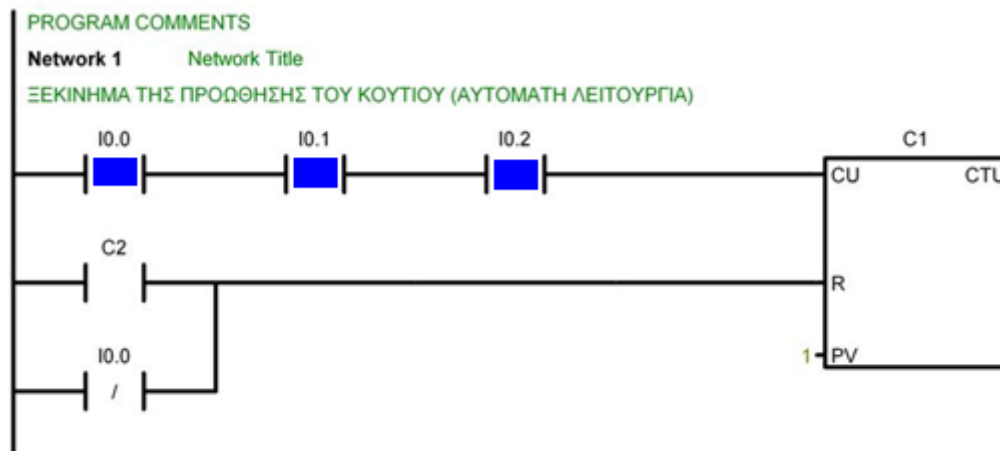 PROGRAM COMMENTS
Network 1 Network Title
ΞΕΚΙΝΗΜΑ ΤΗΣ ΠΡΟΩΘΗΣΗΣ ΤΟΥ ΚΟΥΤΙΟΥ (ΑΥΤΟΜΑΤΗ ΛΕΙΤΟΥΡΓΙΑ)
I0.0 I0.1 I0.2 C1
CU CTU
C2
R
I0.0
1 PV
/